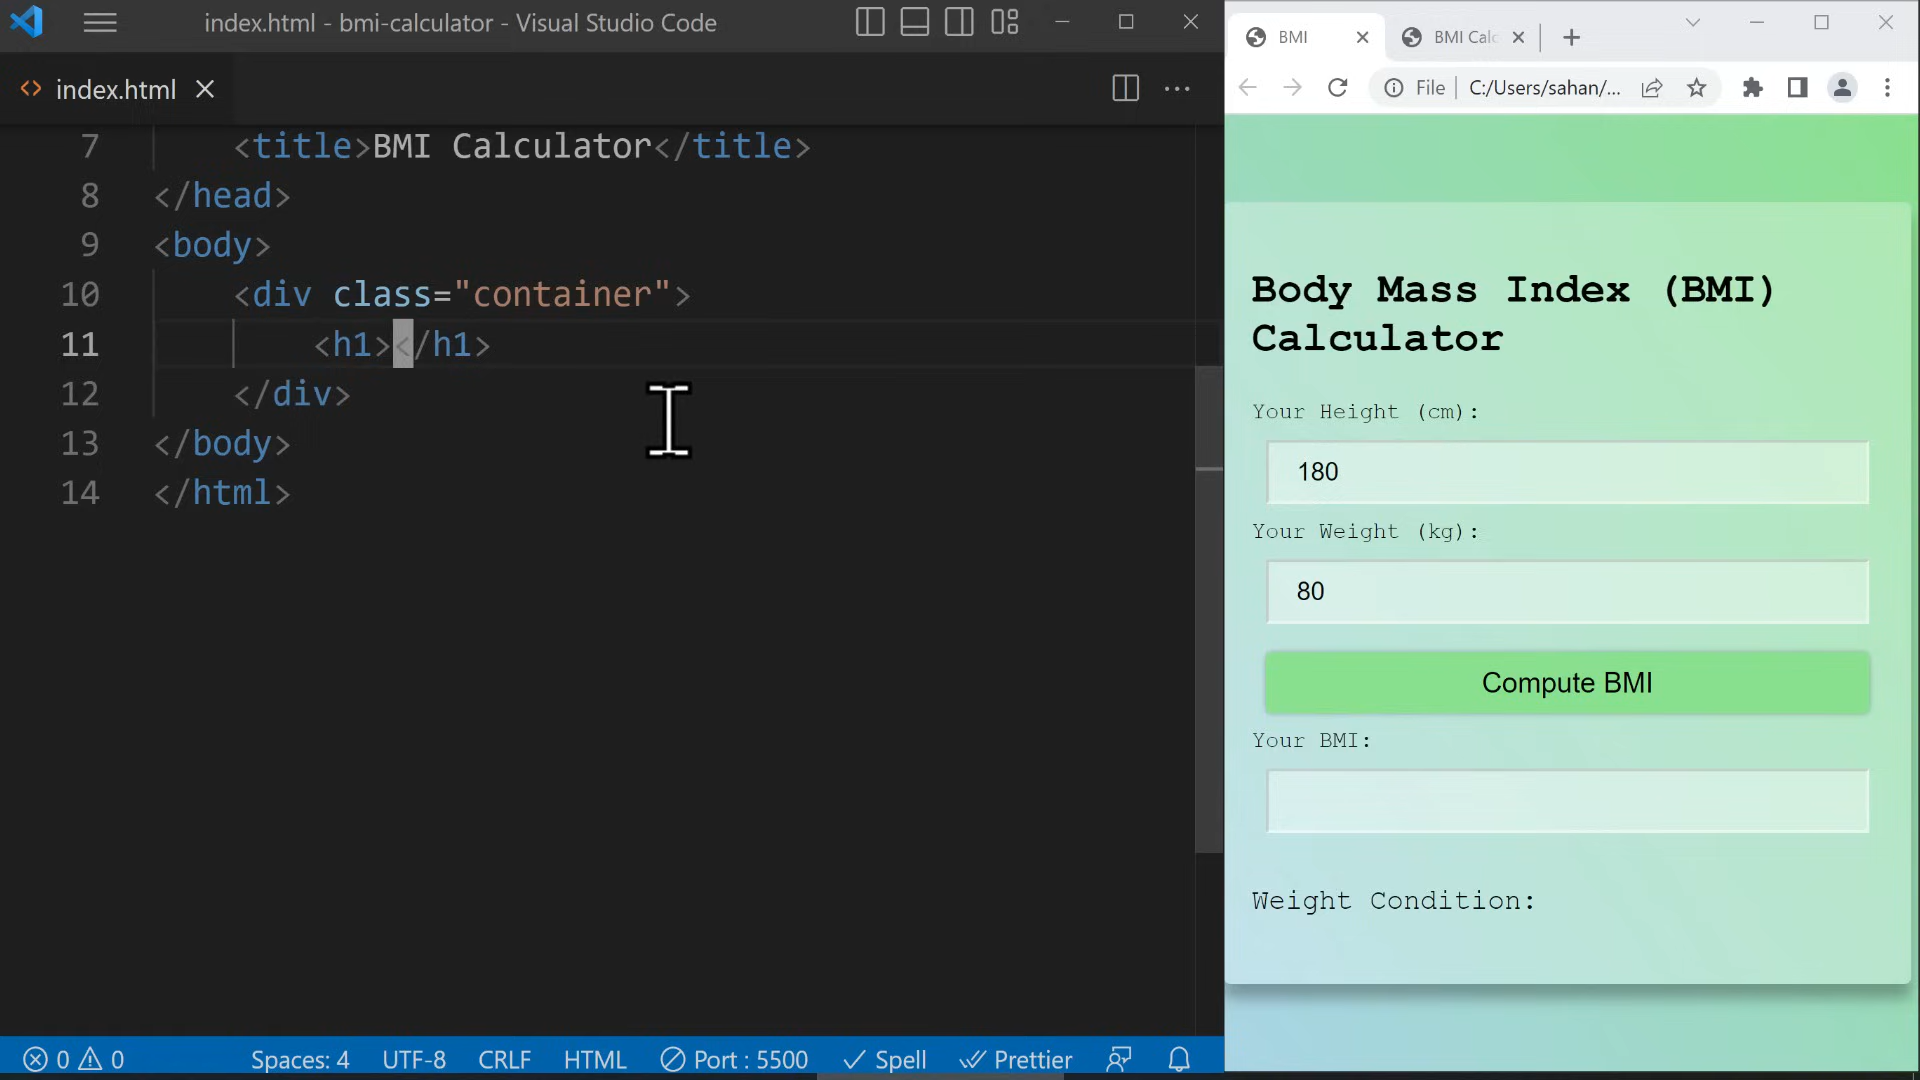 index.html - bmi-calculator - Visual Studio Code
index.html
7 <title>BMI Calculator</title>
8 </head>
9 <body>
10 <div class="container">
11 <h1></h1>
12 </div>
13 </body>
14 </html>
0 0 Spaces: 4 UTF-8 CRLF HTML Port : 5500 Spell Prettier
BMI BMI Calc
File C:/Users/sahan/...
Body Mass Index (BMI)
Calculator
Your Height (cm):
180
Your Weight (kg):
80
Compute BMI
Your BMI:
Weight Condition: